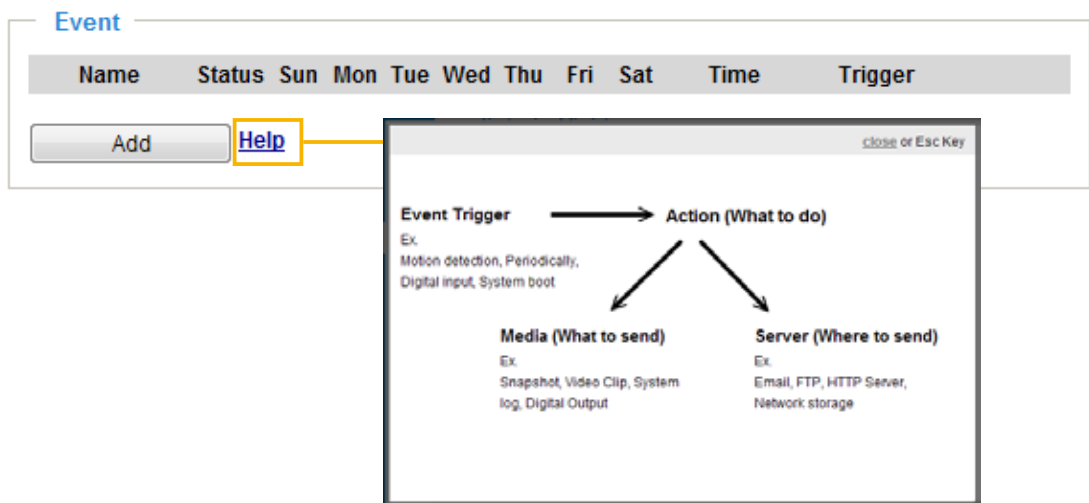 Event
Name Status Sun Mon Tue Wed Thu Fri Sat Time Trigger
Add Help
close or Esc Key
Event Trigger
Ex.
Motion detection, Periodically,
Digital input, System boot
Action (What to do)
Media (What to send)
Ex.
Snapshot, Video Clip, System
log, Digital Output
Server (Where to send)
Ex.
Email, FTP, HTTP Server,
Network storage